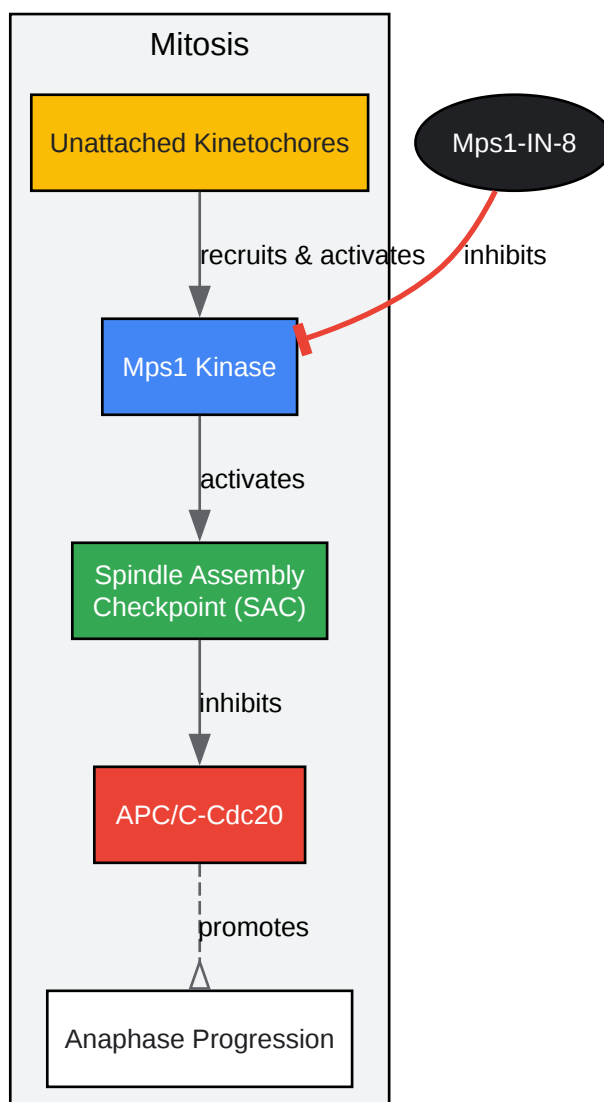 Mitosis
Unattached Kinetochores
Mps1-IN-8
recruits & activates
inhibits
Mps1 Kinase
activates
Spindle Assembly
Checkpoint (SAC)
inhibits
APC/C-Cdc20
promotes
Anaphase Progression